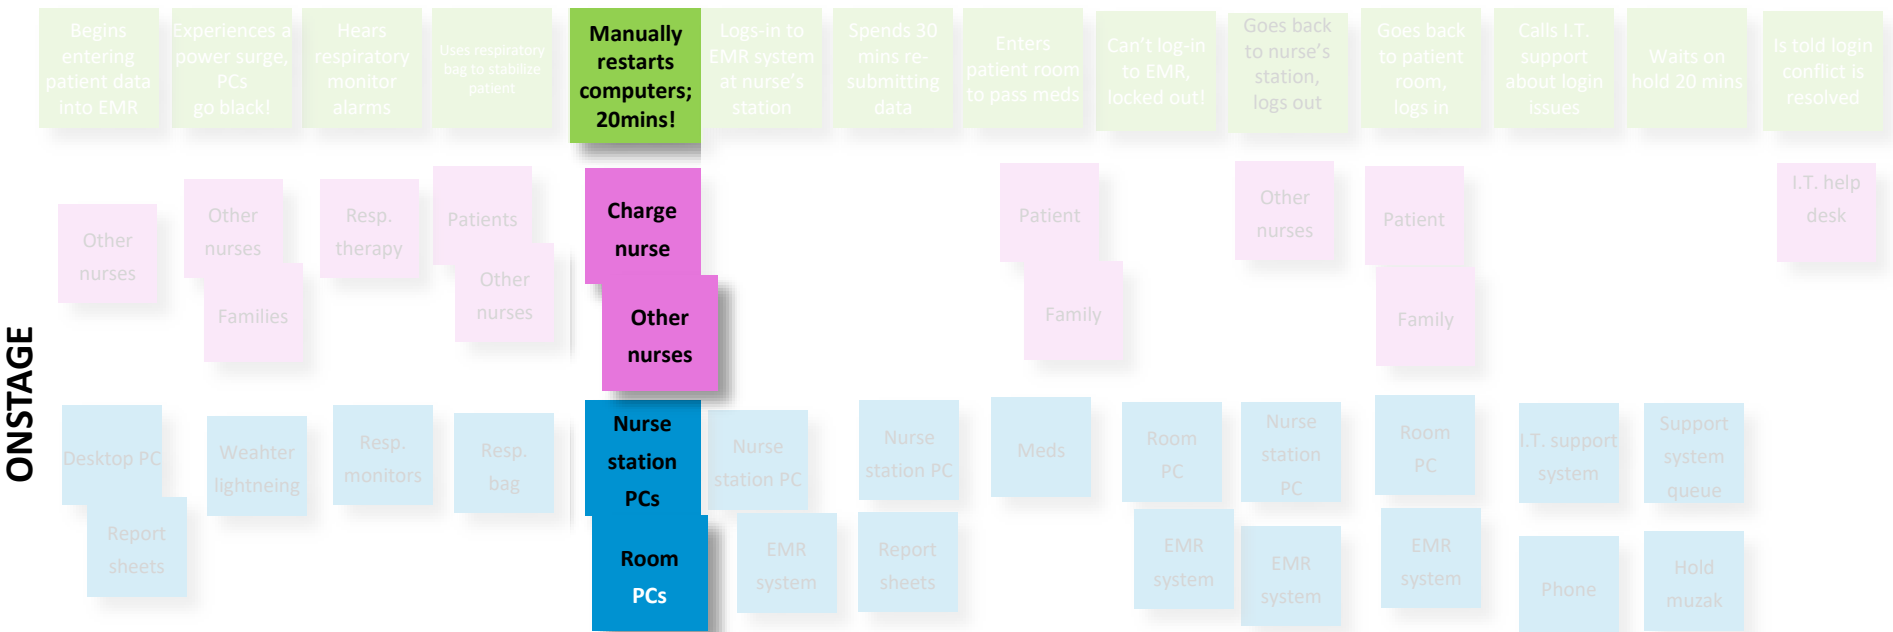 Begins
entering
patient data
into EMR
Experiences a
power surge,
PCs
go black!
Hears
respiratory
monitor
alarms
Uses respiratory
bag to stabilize
patient
Manually
restarts
computers;
20mins!
Logs-in to
EMR system
at nurse's
station
Spends 30
mins re-
submitting
data
Enters
patient room
to pass meds
Can't log-in
to EMR,
locked out!
Goes back
to nurse's
station,
logs out
Goes back
to patient
room,
logs in
Calls I.T.
support
about login
issues
Waits on
hold 20 mins
Is told login
conflict is
resolved
ONSTAGE
Other
nurses
Other
nurses
Families
Resp.
therapy
Patients
Other
nurses
Charge
nurse
Other
nurses
Patient
Family
Other
nurses
Patient
Family
I.T. help
desk
Desktop PC
Report
sheets
Weahter
lightneing
Resp.
monitors
Resp.
bag
Nurse
station
PCs
Room
PCs
Nurse
station PC
EMR
system
Nurse
station PC
Report
sheets
Meds
Room
PC
EMR
system
Nurse
station
PC
EMR
system
Room
PC
EMR
system
I.T. support
system
Phone
Support
system
queue
Hold
muzak